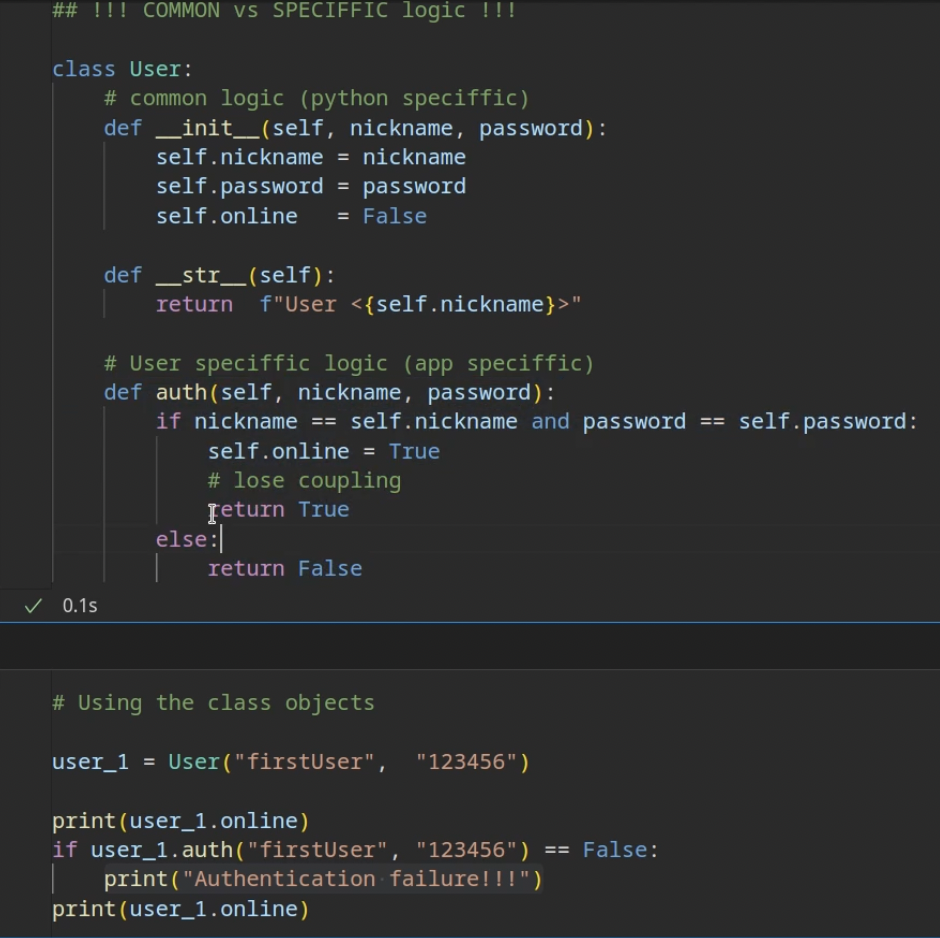 ## !!! COMMON vs SPECIFFIC logic !!!
class User:
# common logic (python speciffic)
def __init__(self, nickname, password):
self.nickname = nickname
self.password = password
self.online   = False
def __str__(self):
return  f"User <{self.nickname}>"
# User speciffic logic (app speciffic)
def auth(self, nickname, password):
if nickname == self.nickname and password == self.password:
self.online = True
# lose coupling
return True
else:
return False
0.1s
# Using the class objects
user_1 = User("firstUser",  "123456")
print(user_1.online)
if user_1.auth("firstUser", "123456") == False:
print("Authentication failure!!!")
print(user_1.online)